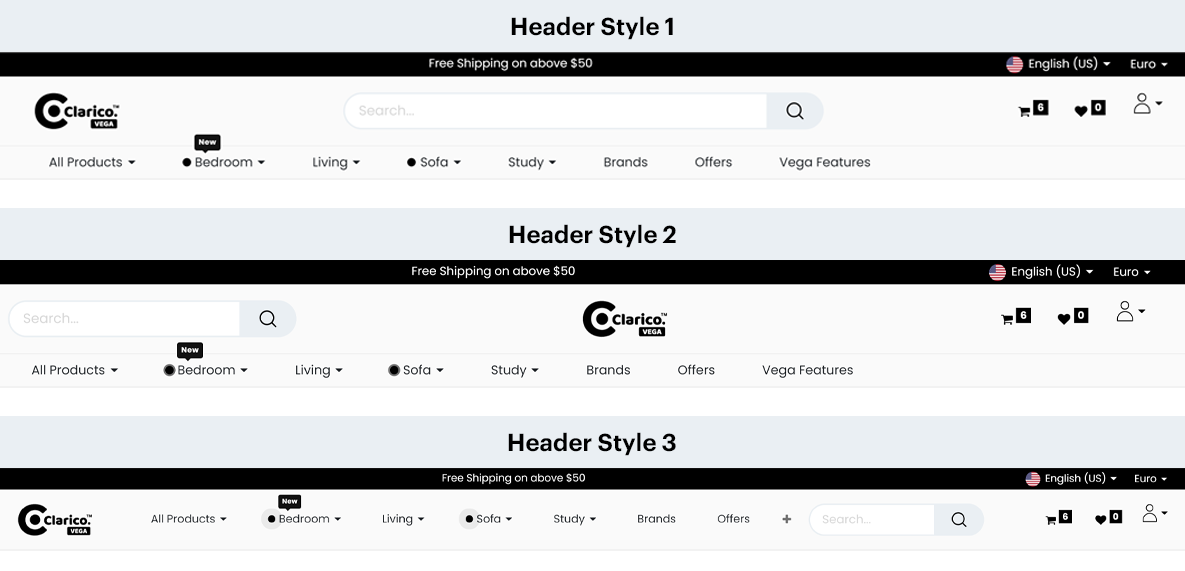 Header Style 1
Free Shipping on above $50 English (US) Euro
Clarico.™ VEGA Search... 6 0
New
All Products Bedroom Living Sofa Study Brands Offers Vega Features
Header Style 2
Free Shipping on above $50 English (US) Euro
Search... Clarico.™ VEGA 6 0
New
All Products Bedroom Living Sofa Study Brands Offers Vega Features
Header Style 3
Free Shipping on above $50 English (US) Euro
New
Clarico.™ VEGA All Products Bedroom Living Sofa Study Brands Offers + Search... 6 0